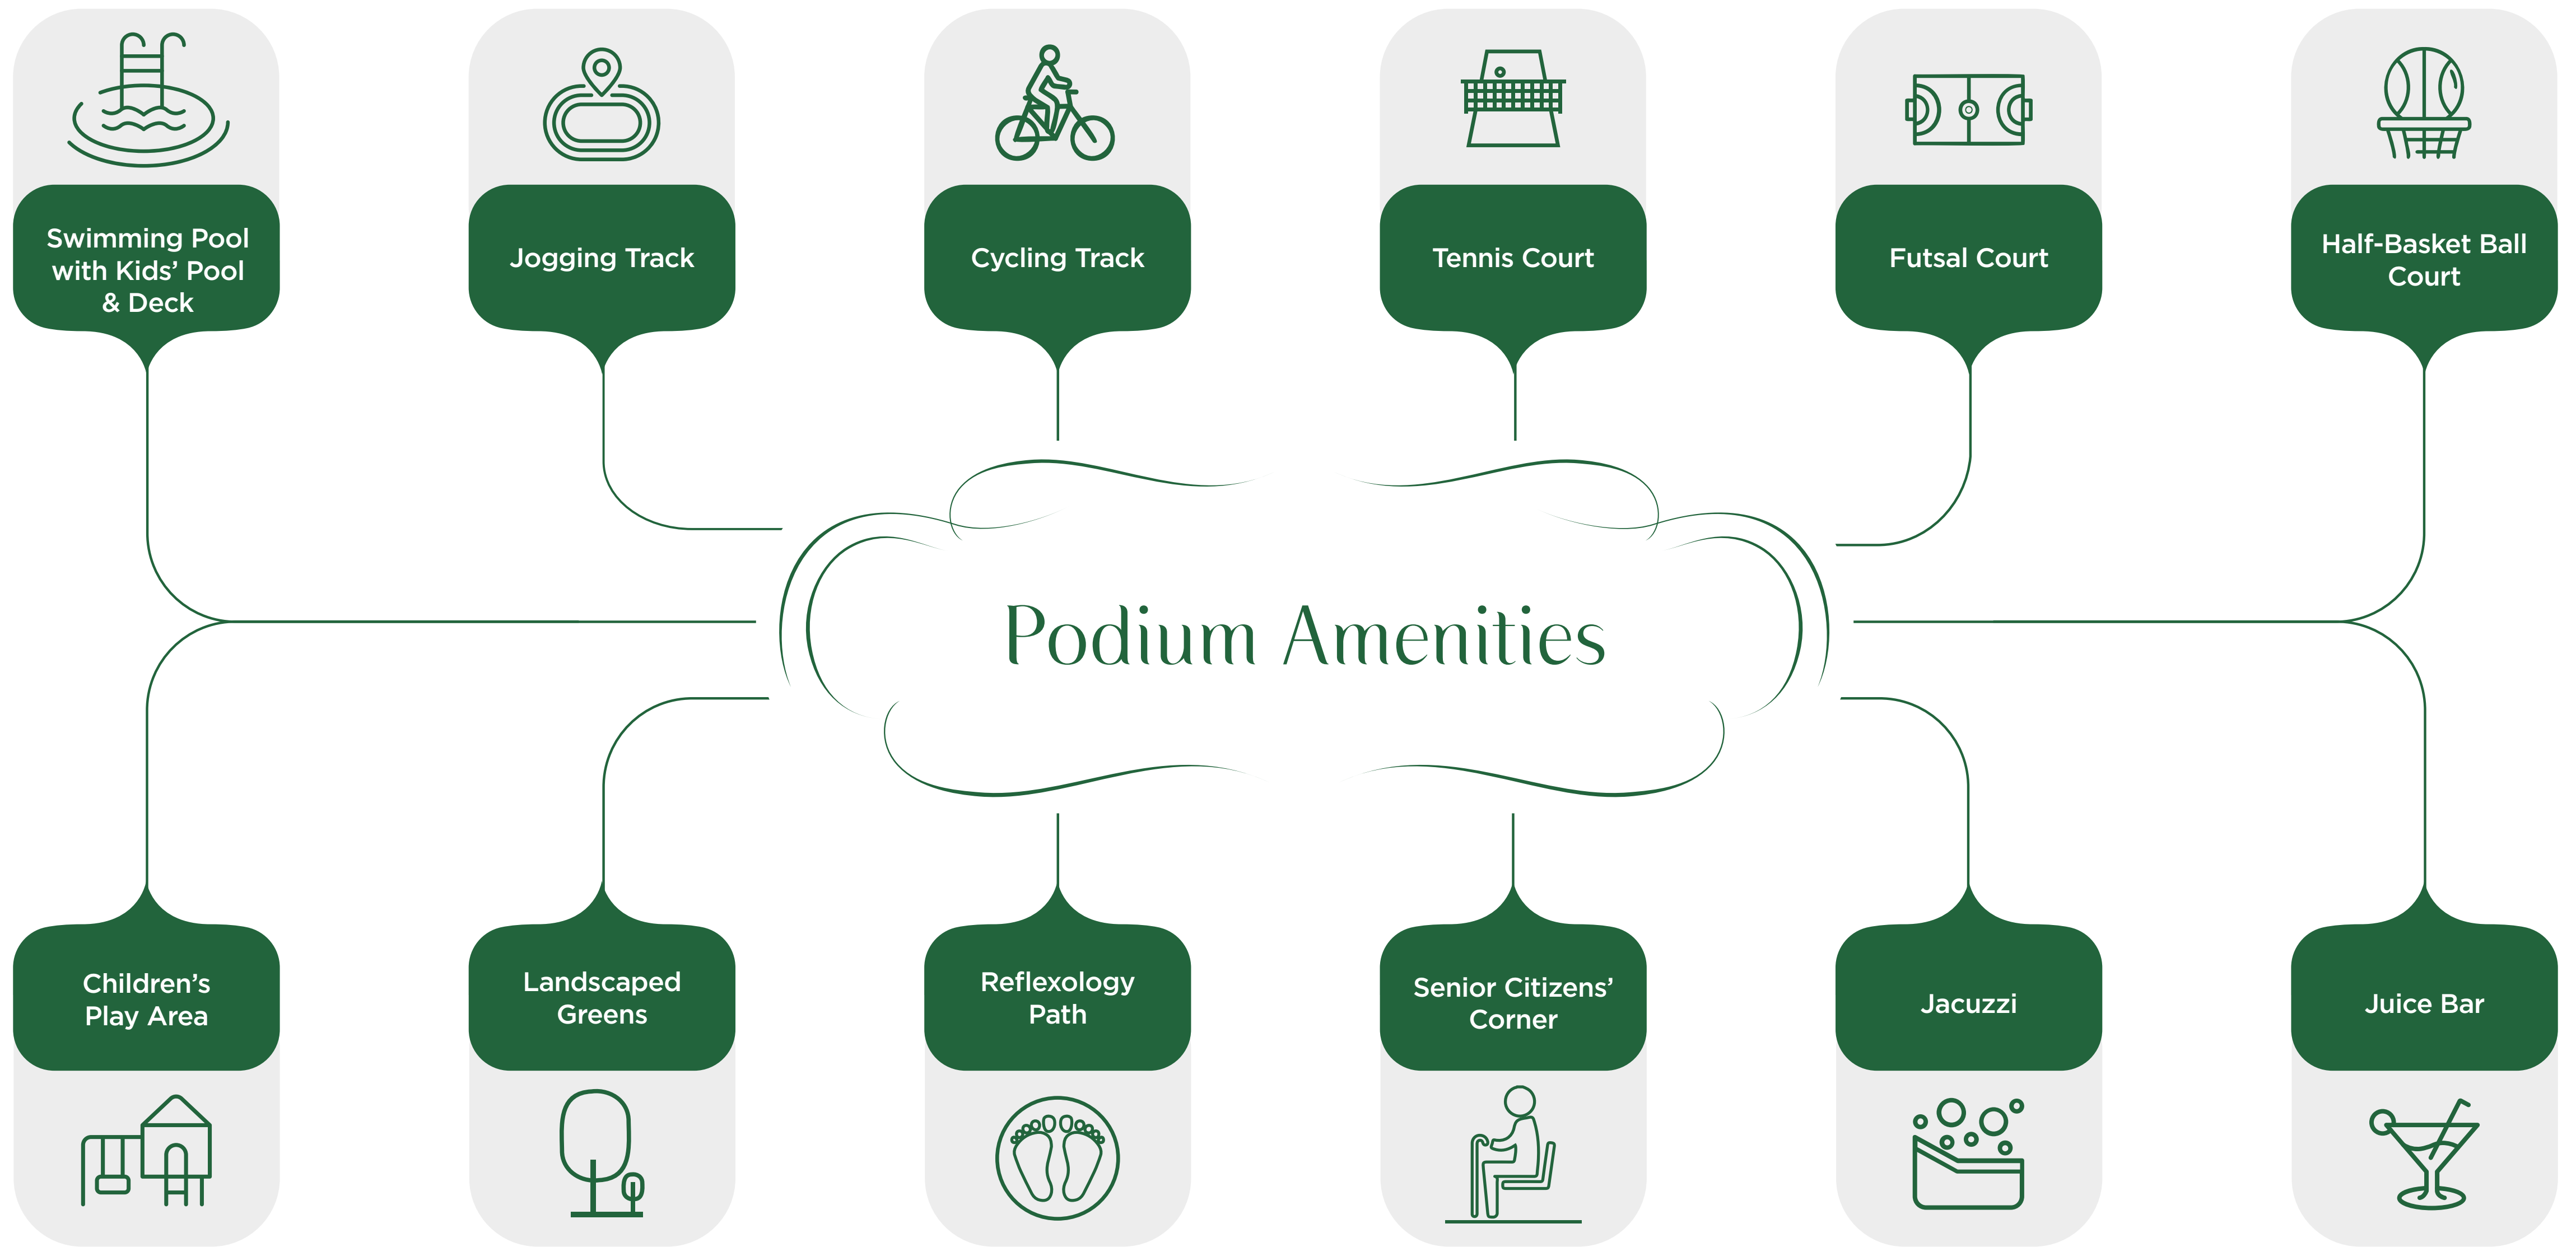 Swimming Pool
with Kids’ Pool
& Deck
Jogging Track
Cycling Track
Tennis Court
Futsal Court
Half-Basket Ball
Court
Podium Amenities
Children’s
Play Area
Landscaped
Greens
Reflexology
Path
Senior Citizens’
Corner
Jacuzzi
Juice Bar